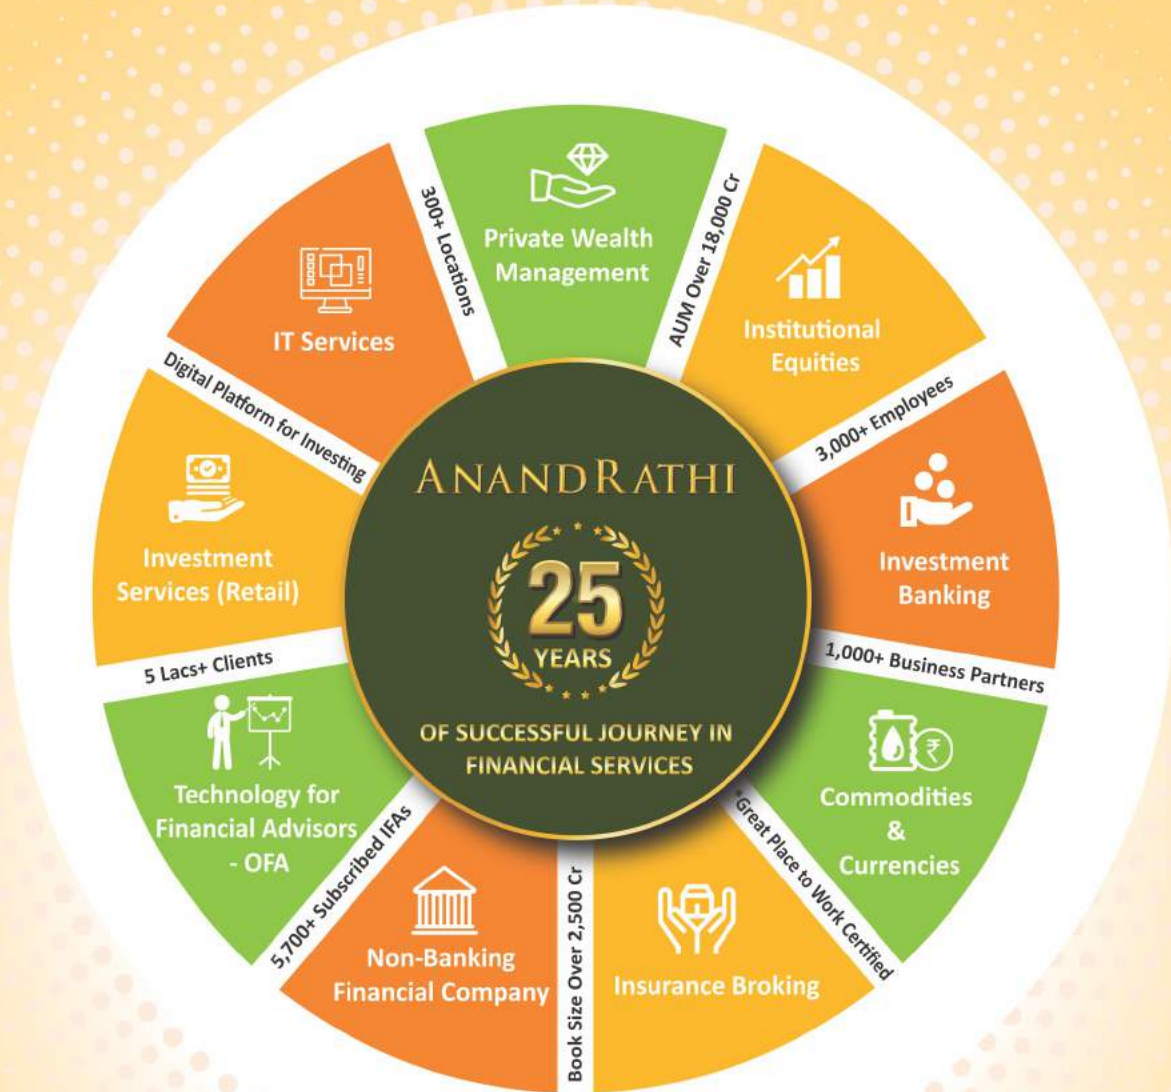 ANANDRATHI
25
YEARS
OF SUCCESSFUL JOURNEY IN
FINANCIAL SERVICES
Private Wealth
Management
AUM Over 18,000 Cr
Institutional
Equities
3,000+ Employees
Investment
Banking
1,000+ Business Partners
Commodities
&
Currencies
*Great Place to Work Certified
Insurance Broking
Book Size Over 2,500 Cr
Non-Banking
Financial Company
5,700+ Subscribed IFAs
Technology for
Financial Advisors
- OFA
5 Lacs+ Clients
Investment
Services (Retail)
Digital Platform for Investing
IT Services
300+ Locations
₹